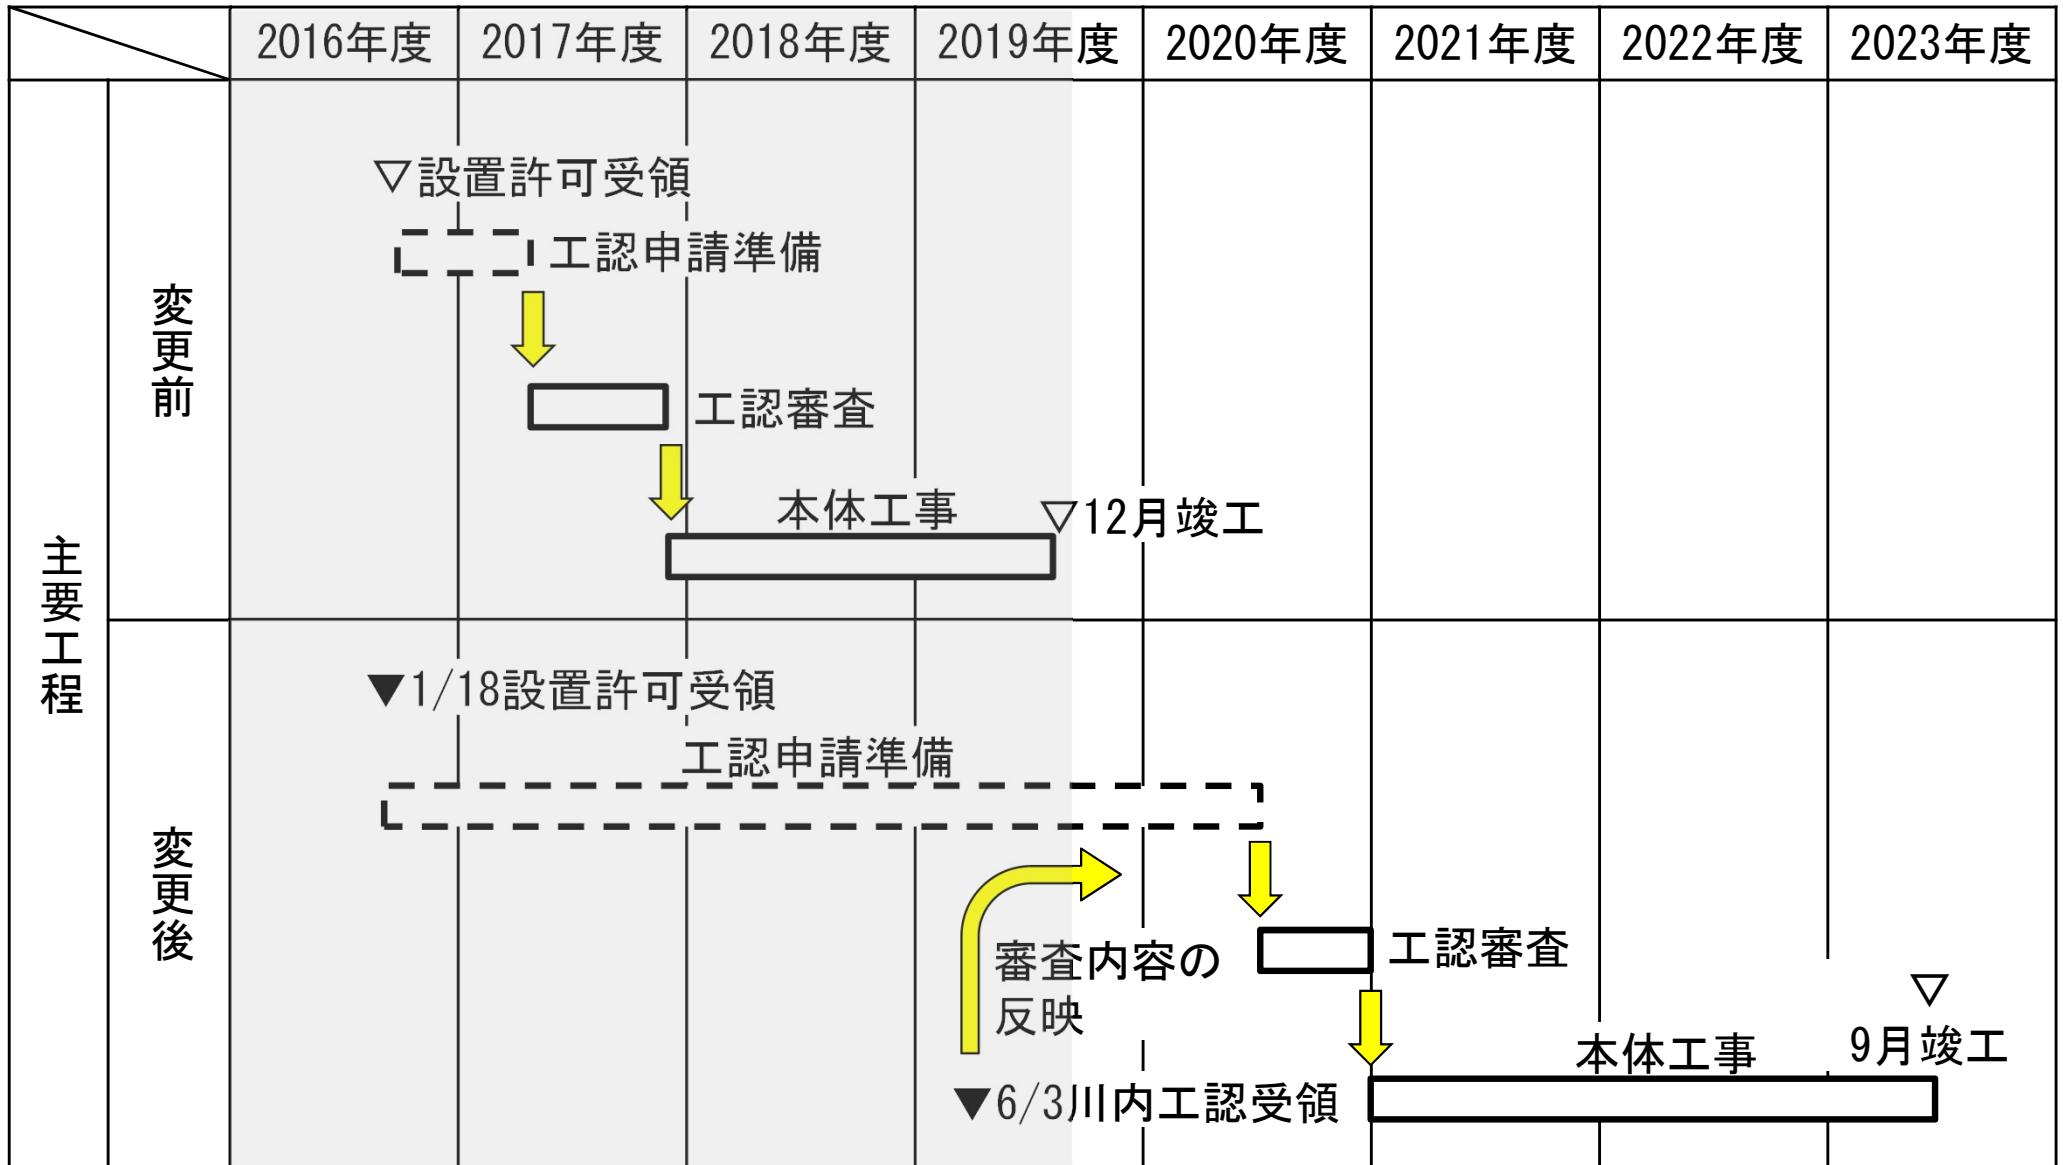 2016年度 2017年度 2018年度 2019年度 2020年度 2021年度 2022年度 2023年度
主要工程
変更前
▽設置許可受領
工認申請準備
工認審査
本体工事
▽12月竣工
変更後
▼1/18設置許可受領
工認申請準備
審査内容の
反映
工認審査
▽
9月竣工
本体工事
▼6/3川内工認受領